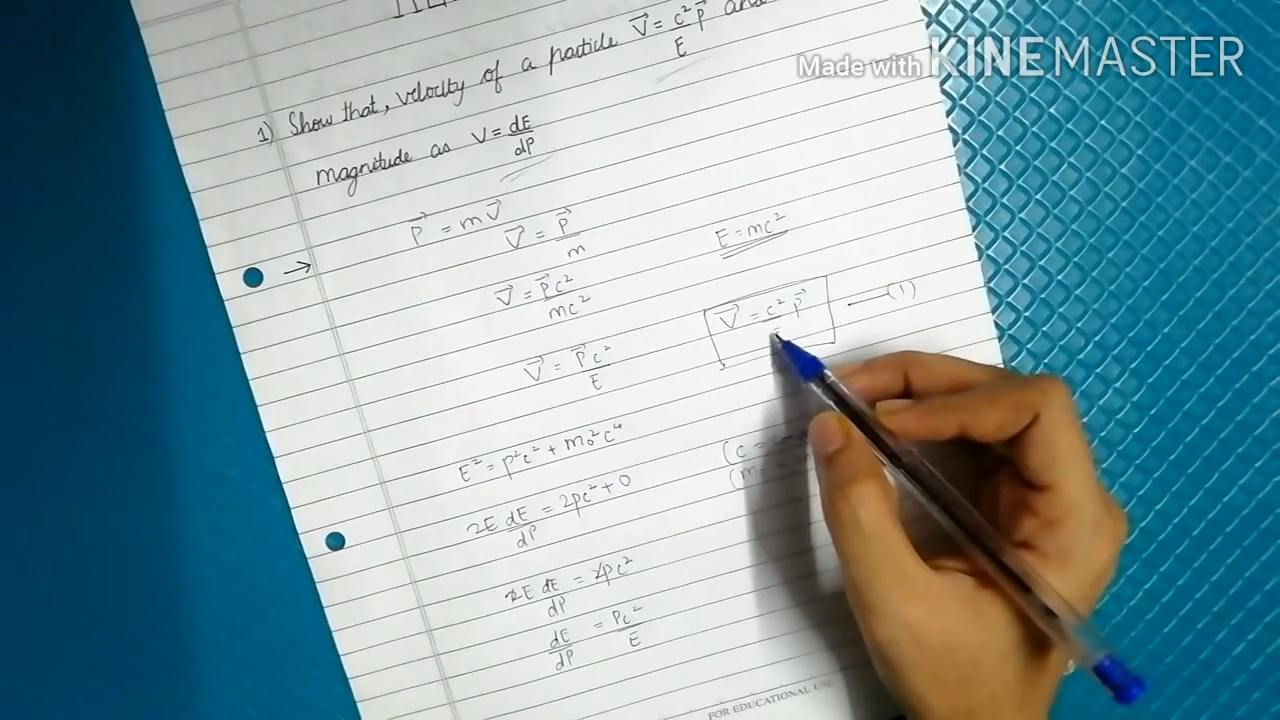 Made with KINEMASTER
1) Show that, velocity of a particle V⃗ = c²P⃗/E and
magnitude as V = dE/dP
→ P⃗ = mV⃗
V⃗ = P⃗/m
E = mc²
V⃗ = P⃗c²/mc²
V⃗ = c²P⃗ —(1)
V⃗ = P⃗c²/E
E² = p²c² + m₀²c⁴
(c =
2E dE/dP = 2pc² + 0
2E dE/dP = 2pc²
dE/dP = Pc²/E
FOR EDUCATIONAL USE